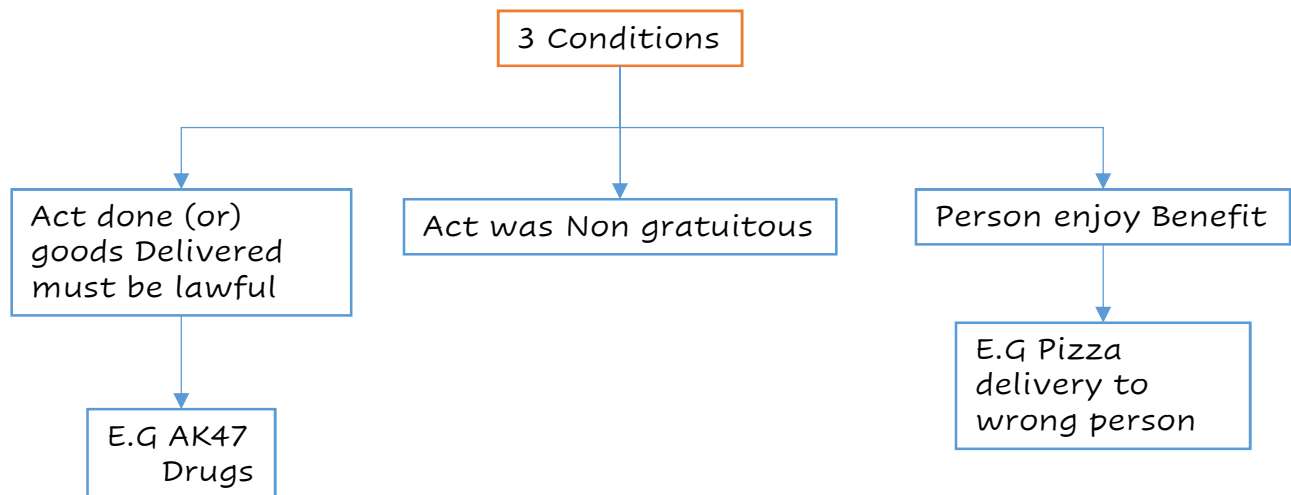 3 Conditions
Act done (or)
goods Delivered
must be lawful
Act was Non gratuitous
Person enjoy Benefit
E.G AK47
Drugs
E.G Pizza
delivery to
wrong person